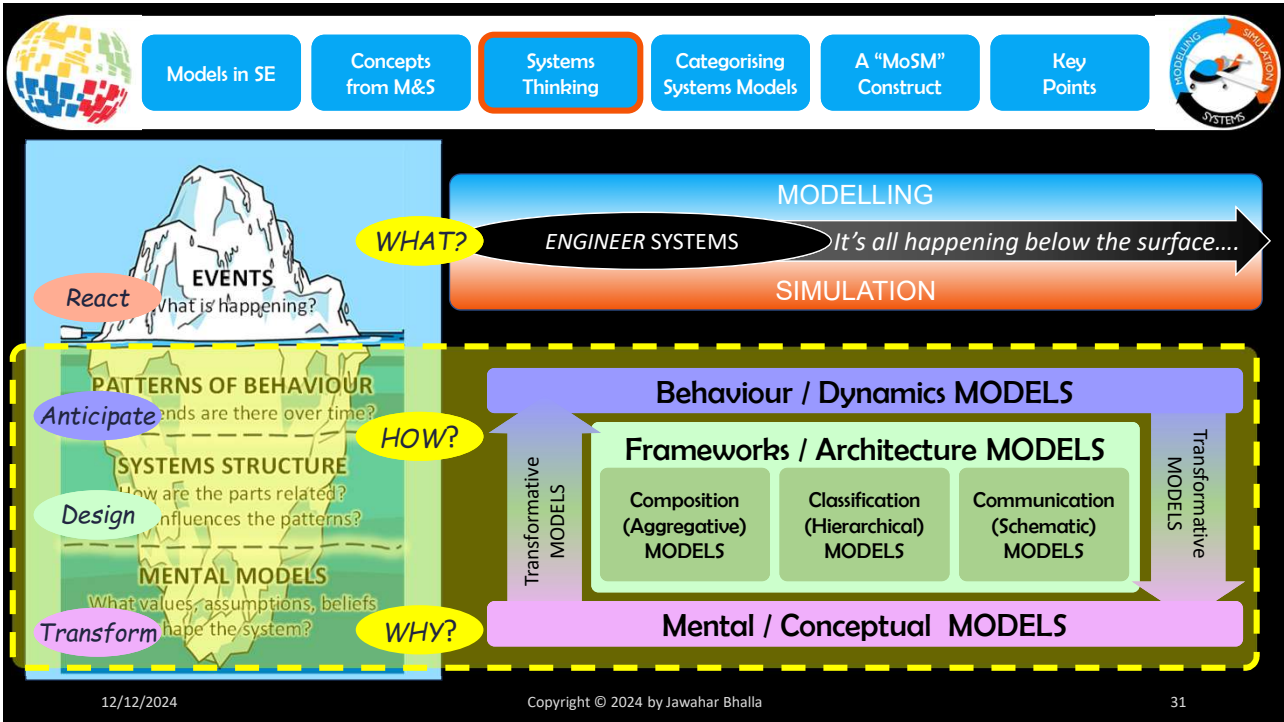 Models in SE
Concepts
from M&S
Systems
Thinking
Categorising
Systems Models
A “MoSM”
Construct
Key
Points
MODELLING
SIMULATION
SYSTEMS
MODELLING
WHAT?
ENGINEER SYSTEMS
It’s all happening below the surface....
SIMULATION
EVENTS
React
What is happening?
PATTERNS OF BEHAVIOUR
Anticipate
ends are there over time?
HOW?
SYSTEMS STRUCTURE
How are the parts related?
Design
nfluences the patterns?
MENTAL MODELS
What values, assumptions, beliefs
Transform
hape the system?
WHY?
Behaviour / Dynamics MODELS
Transformative
MODELS
Frameworks / Architecture MODELS
Composition
(Aggregative)
MODELS
Classification
(Hierarchical)
MODELS
Communication
(Schematic)
MODELS
Transformative
MODELS
Mental / Conceptual MODELS
12/12/2024
Copyright © 2024 by Jawahar Bhalla
31